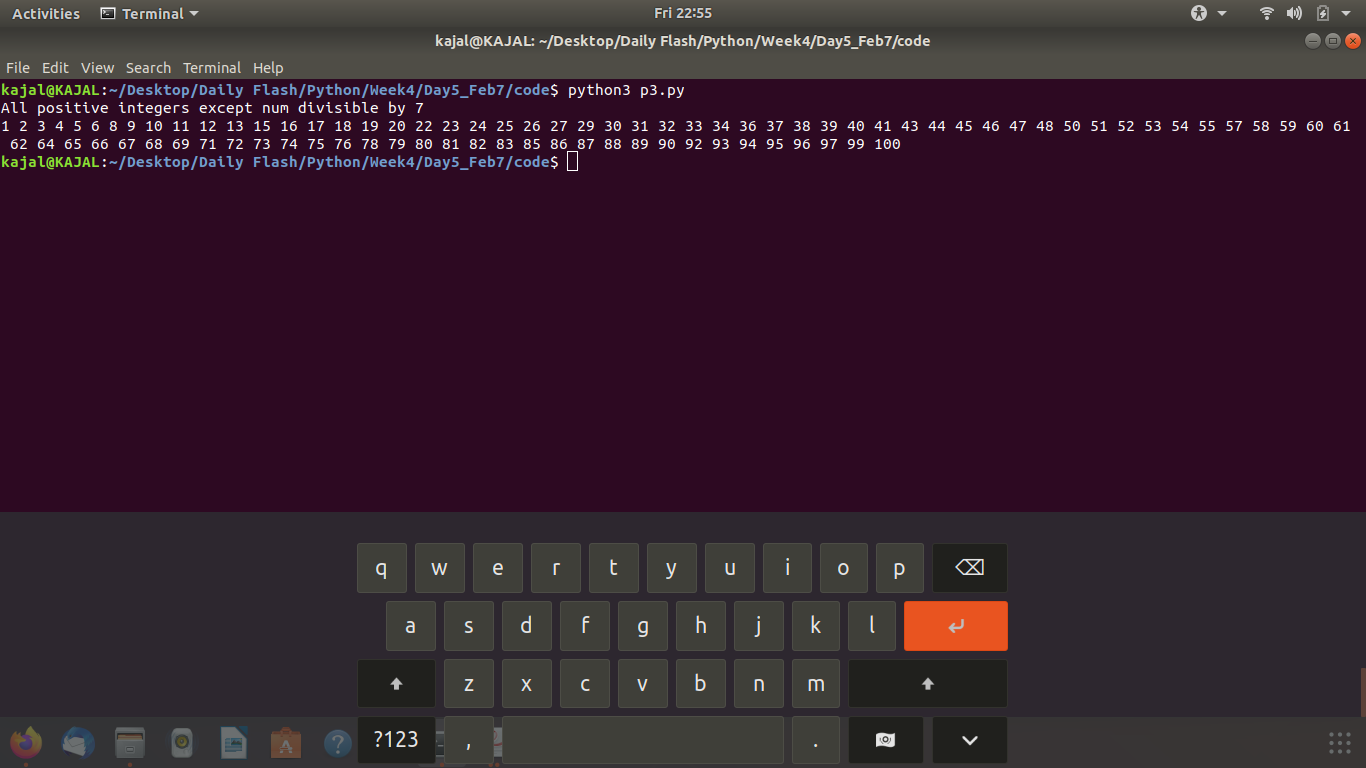 Activities Terminal Fri 22:55
kajal@KAJAL: ~/Desktop/Daily Flash/Python/Week4/Day5_Feb7/code
File Edit View Search Terminal Help
kajal@KAJAL:~/Desktop/Daily Flash/Python/Week4/Day5_Feb7/code$ python3 p3.py
All positive integers except num divisible by 7
1 2 3 4 5 6 8 9 10 11 12 13 15 16 17 18 19 20 22 23 24 25 26 27 29 30 31 32 33 34 36 37 38 39 40 41 43 44 45 46 47 48 50 51 52 53 54 55 57 58 59 60 61
62 64 65 66 67 68 69 71 72 73 74 75 76 78 79 80 81 82 83 85 86 87 88 89 90 92 93 94 95 96 97 99 100
kajal@KAJAL:~/Desktop/Daily Flash/Python/Week4/Day5_Feb7/code$
q w e r t y u i o p
a s d f g h j k l
z x c v b n m
?123 , .